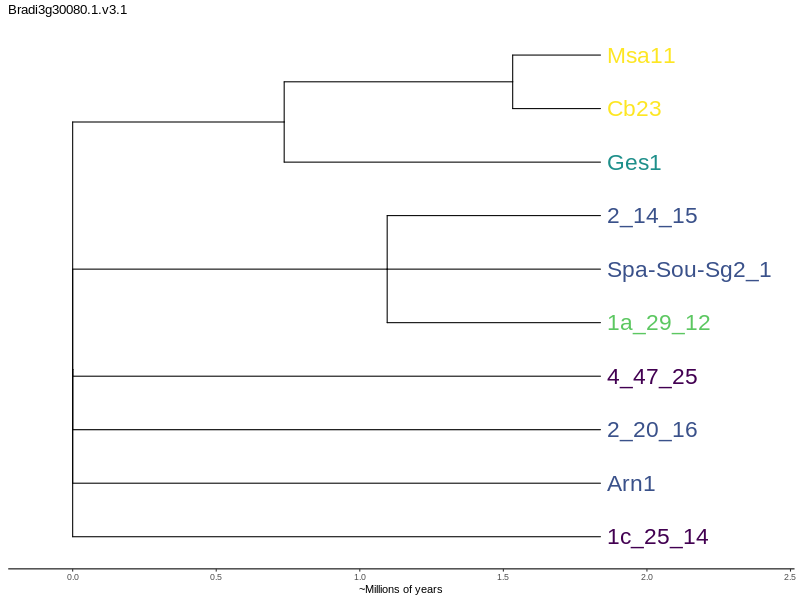 Bradi3g30080.1.v3.1
Msa11
Cb23
Ges1
2_14_15
Spa-Sou-Sg2_1
1a_29_12
4_47_25
2_20_16
Arn1
1c_25_14
0.0 0.5 1.0 1.5 2.0 2.5
~Millions of years